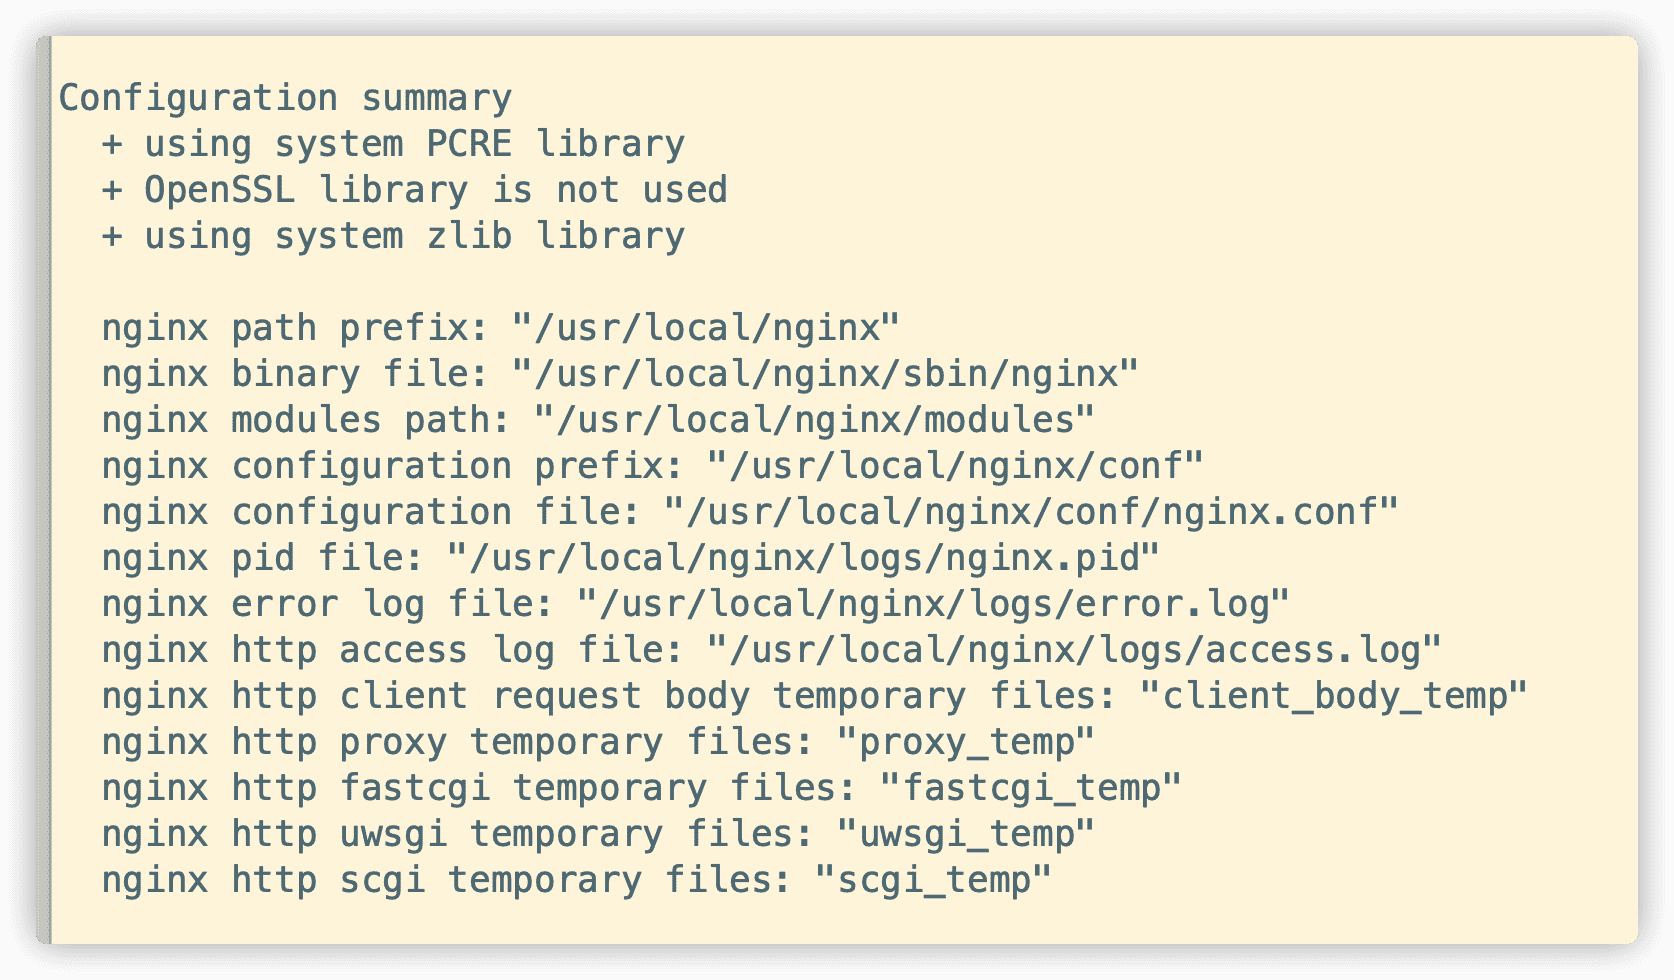 Configuration summary
  + using system PCRE library
  + OpenSSL library is not used
  + using system zlib library

  nginx path prefix: "/usr/local/nginx"
  nginx binary file: "/usr/local/nginx/sbin/nginx"
  nginx modules path: "/usr/local/nginx/modules"
  nginx configuration prefix: "/usr/local/nginx/conf"
  nginx configuration file: "/usr/local/nginx/conf/nginx.conf"
  nginx pid file: "/usr/local/nginx/logs/nginx.pid"
  nginx error log file: "/usr/local/nginx/logs/error.log"
  nginx http access log file: "/usr/local/nginx/logs/access.log"
  nginx http client request body temporary files: "client_body_temp"
  nginx http proxy temporary files: "proxy_temp"
  nginx http fastcgi temporary files: "fastcgi_temp"
  nginx http uwsgi temporary files: "uwsgi_temp"
  nginx http scgi temporary files: "scgi_temp"